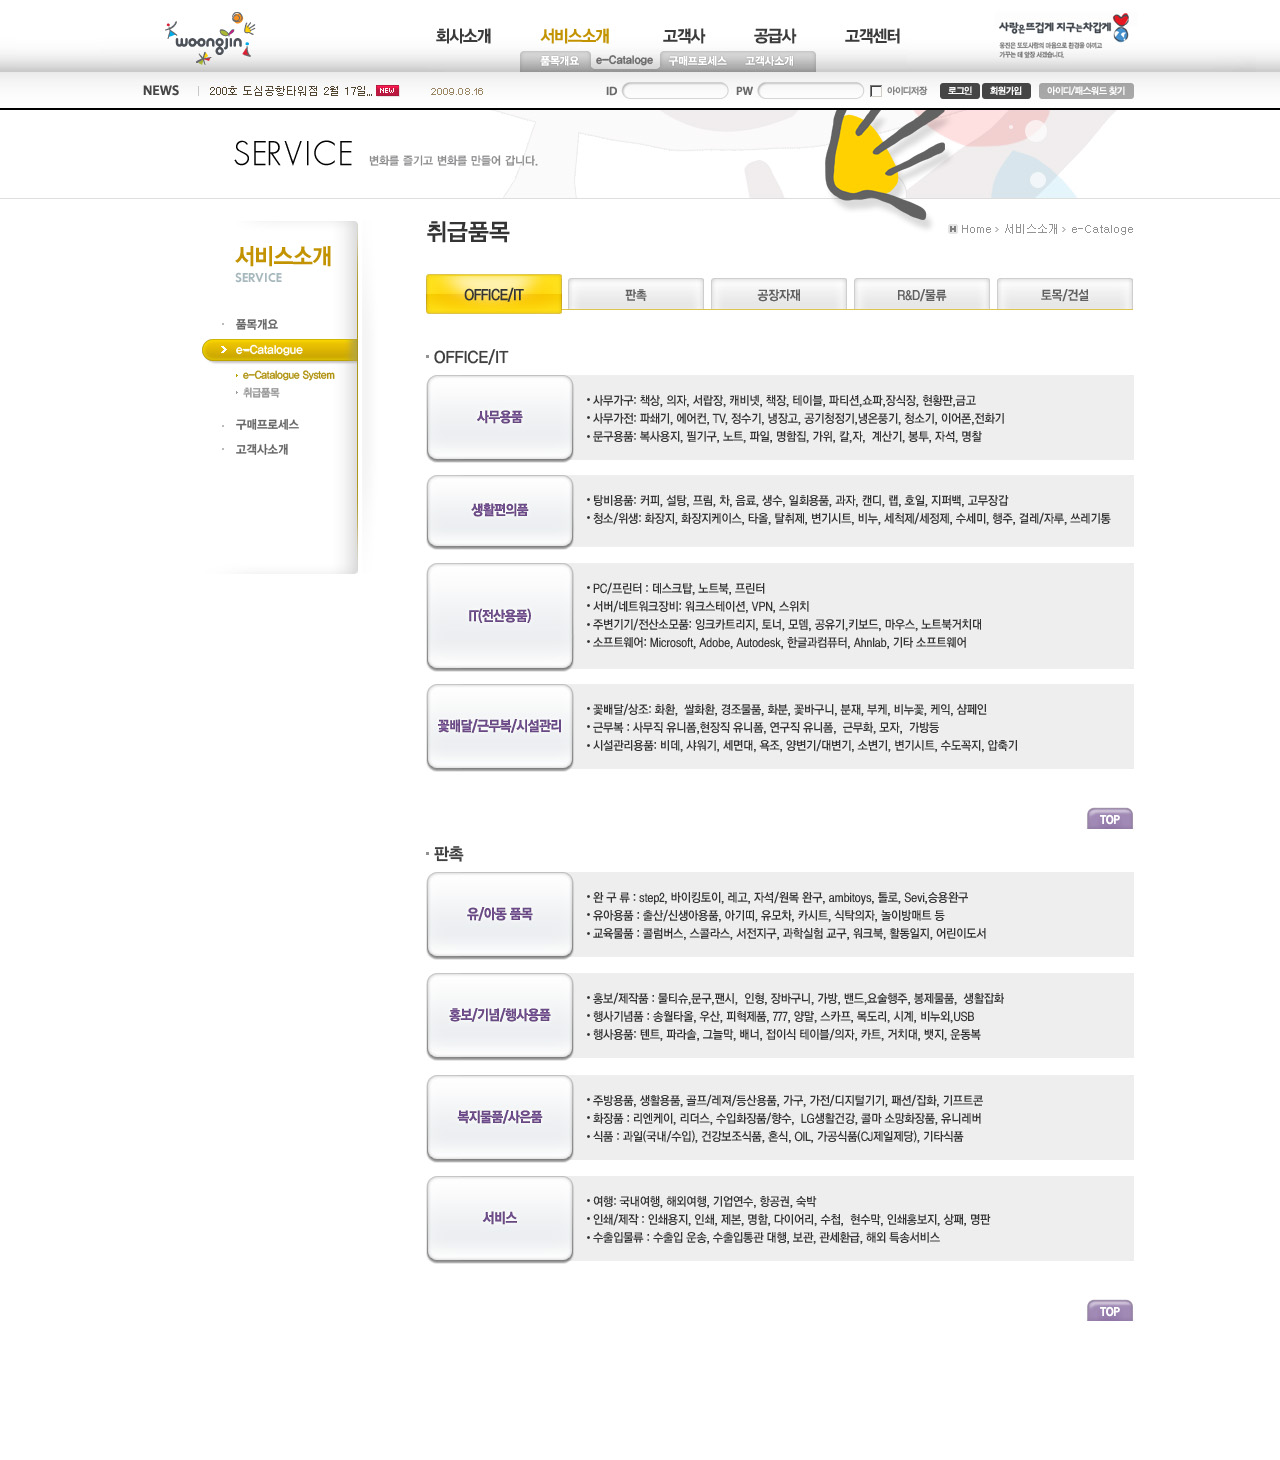 woongjin
회사소개 서비스소개 고객사 공급사 고객센터
사랑은뜨겁게 지구는차갑게
웅진은 또또사랑의 마음으로 환경을 아끼고
가꾸는 데 앞장 서겠습니다.
품목개요 e-Cataloge 구매프로세스 고객사소개
NEWS 200호 도심공항타워점 2월 17일... NEW 2009.08.16 ID PW 아이디저장 로그인 회원가입 아이디/패스워드 찾기
SERVICE 변화를 즐기고 변화를 만들어 갑니다.
취급품목
H Home > 서비스소개 > e-Cataloge
서비스소개
SERVICE
· 품목개요
> e-Catalogue
e-Catalogue System
취급품목
· 구매프로세스
· 고객사소개
OFFICE/IT 판촉 공장자재 R&D/물류 토목/건설
OFFICE/IT
사무용품
• 사무가구: 책상, 의자, 서랍장, 캐비넷, 책장, 테이블, 파티션,쇼파,장식장, 현황판,금고
• 사무가전: 파쇄기, 에어컨, TV, 정수기, 냉장고, 공기청정기,냉온풍기, 청소기, 이어폰,전화기
• 문구용품: 복사용지, 필기구, 노트, 파일, 명함집, 가위, 칼,자, 계산기, 봉투, 자석, 명찰
생활편의품
• 탕비용품: 커피, 설탕, 프림, 차, 음료, 생수, 일회용품, 과자, 캔디, 랩, 호일, 지퍼백, 고무장갑
• 청소/위생: 화장지, 화장지케이스, 타올, 탈취제, 변기시트, 비누, 세척제/세정제, 수세미, 행주, 걸레/자루, 쓰레기통
IT(전산용품)
• PC/프린터 : 데스크탑, 노트북, 프린터
• 서버/네트워크장비: 워크스테이션, VPN, 스위치
• 주변기기/전산소모품: 잉크카트리지, 토너, 모뎀, 공유기,키보드, 마우스, 노트북거치대
• 소프트웨어: Microsoft, Adobe, Autodesk, 한글과컴퓨터, Ahnlab, 기타 소프트웨어
꽃배달/근무복/시설관리
• 꽃배달/상조: 화환, 쌀화환, 경조물품, 화분, 꽃바구니, 분재, 부케, 비누꽃, 케익, 샴페인
• 근무복 : 사무직 유니폼,현장직 유니폼, 연구직 유니폼, 근무화, 모자, 가방등
• 시설관리용품: 비데, 샤워기, 세면대, 욕조, 양변기/대변기, 소변기, 변기시트, 수도꼭지, 압축기
TOP
판촉
유/아동 품목
• 완 구 류 : step2, 바이킹토이, 레고, 자석/원목 완구, ambitoys, 톨로, Sevi,승용완구
• 유아용품 : 출산/신생아용품, 아기띠, 유모차, 카시트, 식탁의자, 놀이방매트 등
• 교육물품 : 콜럼버스, 스콜라스, 서전지구, 과학실험 교구, 워크북, 활동일지, 어린이도서
홍보/기념/행사용품
• 홍보/제작품 : 물티슈,문구,팬시, 인형, 장바구니, 가방, 밴드,요술행주, 봉제물품, 생활잡화
• 행사기념품 : 송월타올, 우산, 피혁제품, 777, 양말, 스카프, 목도리, 시계, 비누외,USB
• 행사용품: 텐트, 파라솔, 그늘막, 배너, 접이식 테이블/의자, 카트, 거치대, 뱃지, 운동복
복지물품/사은품
• 주방용품, 생활용품, 골프/레져/등산용품, 가구, 가전/디지털기기, 패션/잡화, 기프트콘
• 화장품 : 리엔케이, 리더스, 수입화장품/향수, LG생활건강, 콜마 소망화장품, 유니레버
• 식품 : 과일(국내/수입), 건강보조식품, 혼식, OIL, 가공식품(CJ제일제당), 기타식품
서비스
• 여행: 국내여행, 해외여행, 기업연수, 항공권, 숙박
• 인쇄/제작 : 인쇄용지, 인쇄, 제본, 명함, 다이어리, 수첩, 현수막, 인쇄홍보지, 상패, 명판
• 수출입물류 : 수출입 운송, 수출입통관 대행, 보관, 관세환급, 해외 특송서비스
TOP